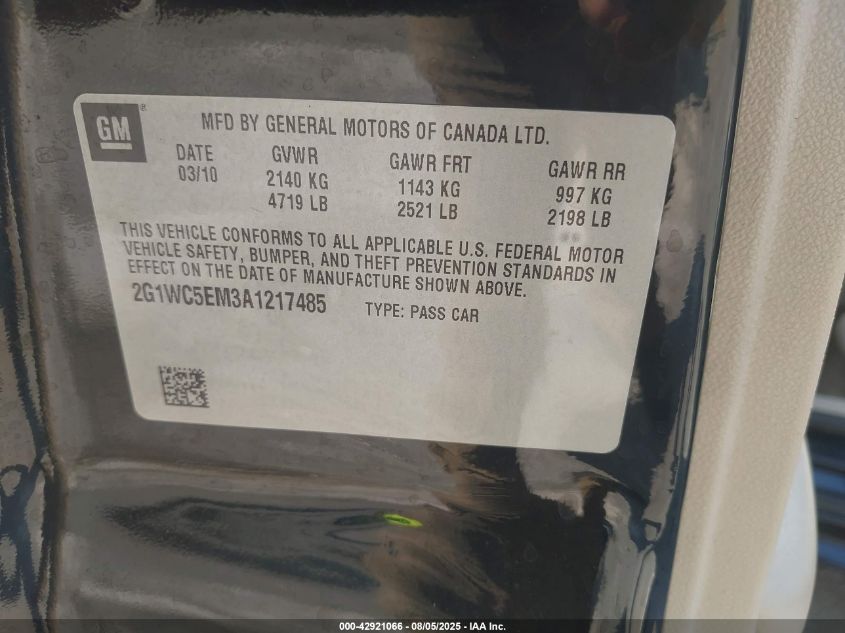 GM ®
MFD BY GENERAL MOTORS OF CANADA LTD.
DATE GVWR GAWR FRT GAWR RR
03/10 2140 KG 1143 KG 997 KG
4719 LB 2521 LB 2198 LB
THIS VEHICLE CONFORMS TO ALL APPLICABLE U.S. FEDERAL MOTOR
VEHICLE SAFETY, BUMPER, AND THEFT PREVENTION STANDARDS IN
EFFECT ON THE DATE OF MANUFACTURE SHOWN ABOVE.
2G1WC5EM3A1217485 TYPE: PASS CAR
000-42921066 - 08/05/2025 - IAA Inc.